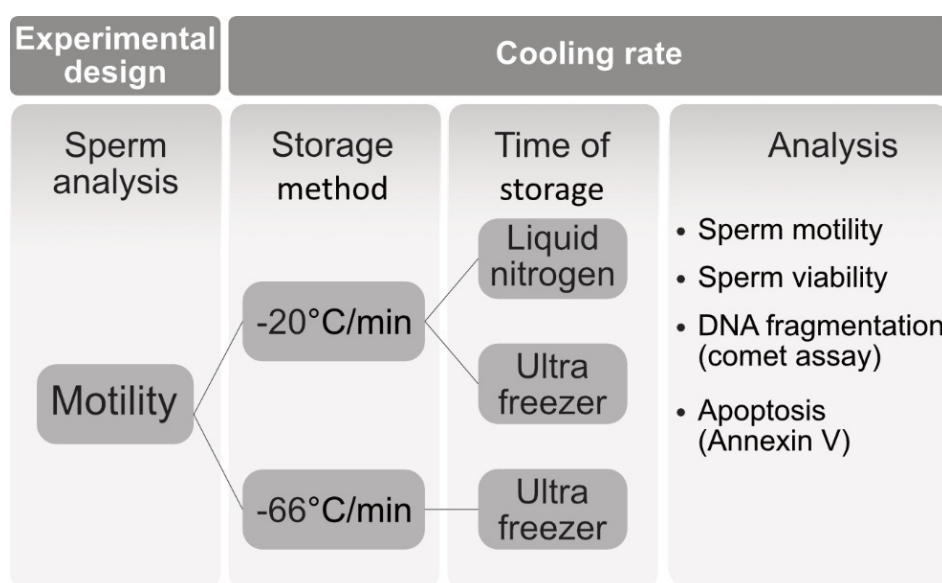 Experimental
design
Cooling rate
Sperm
analysis
Storage
method
Time of
storage
Analysis
Motility
-20°C/min
-66°C/min
Liquid
nitrogen
Ultra
freezer
Ultra
freezer
• Sperm motility
• Sperm viability
• DNA fragmentation
(comet assay)
• Apoptosis
(Annexin V)